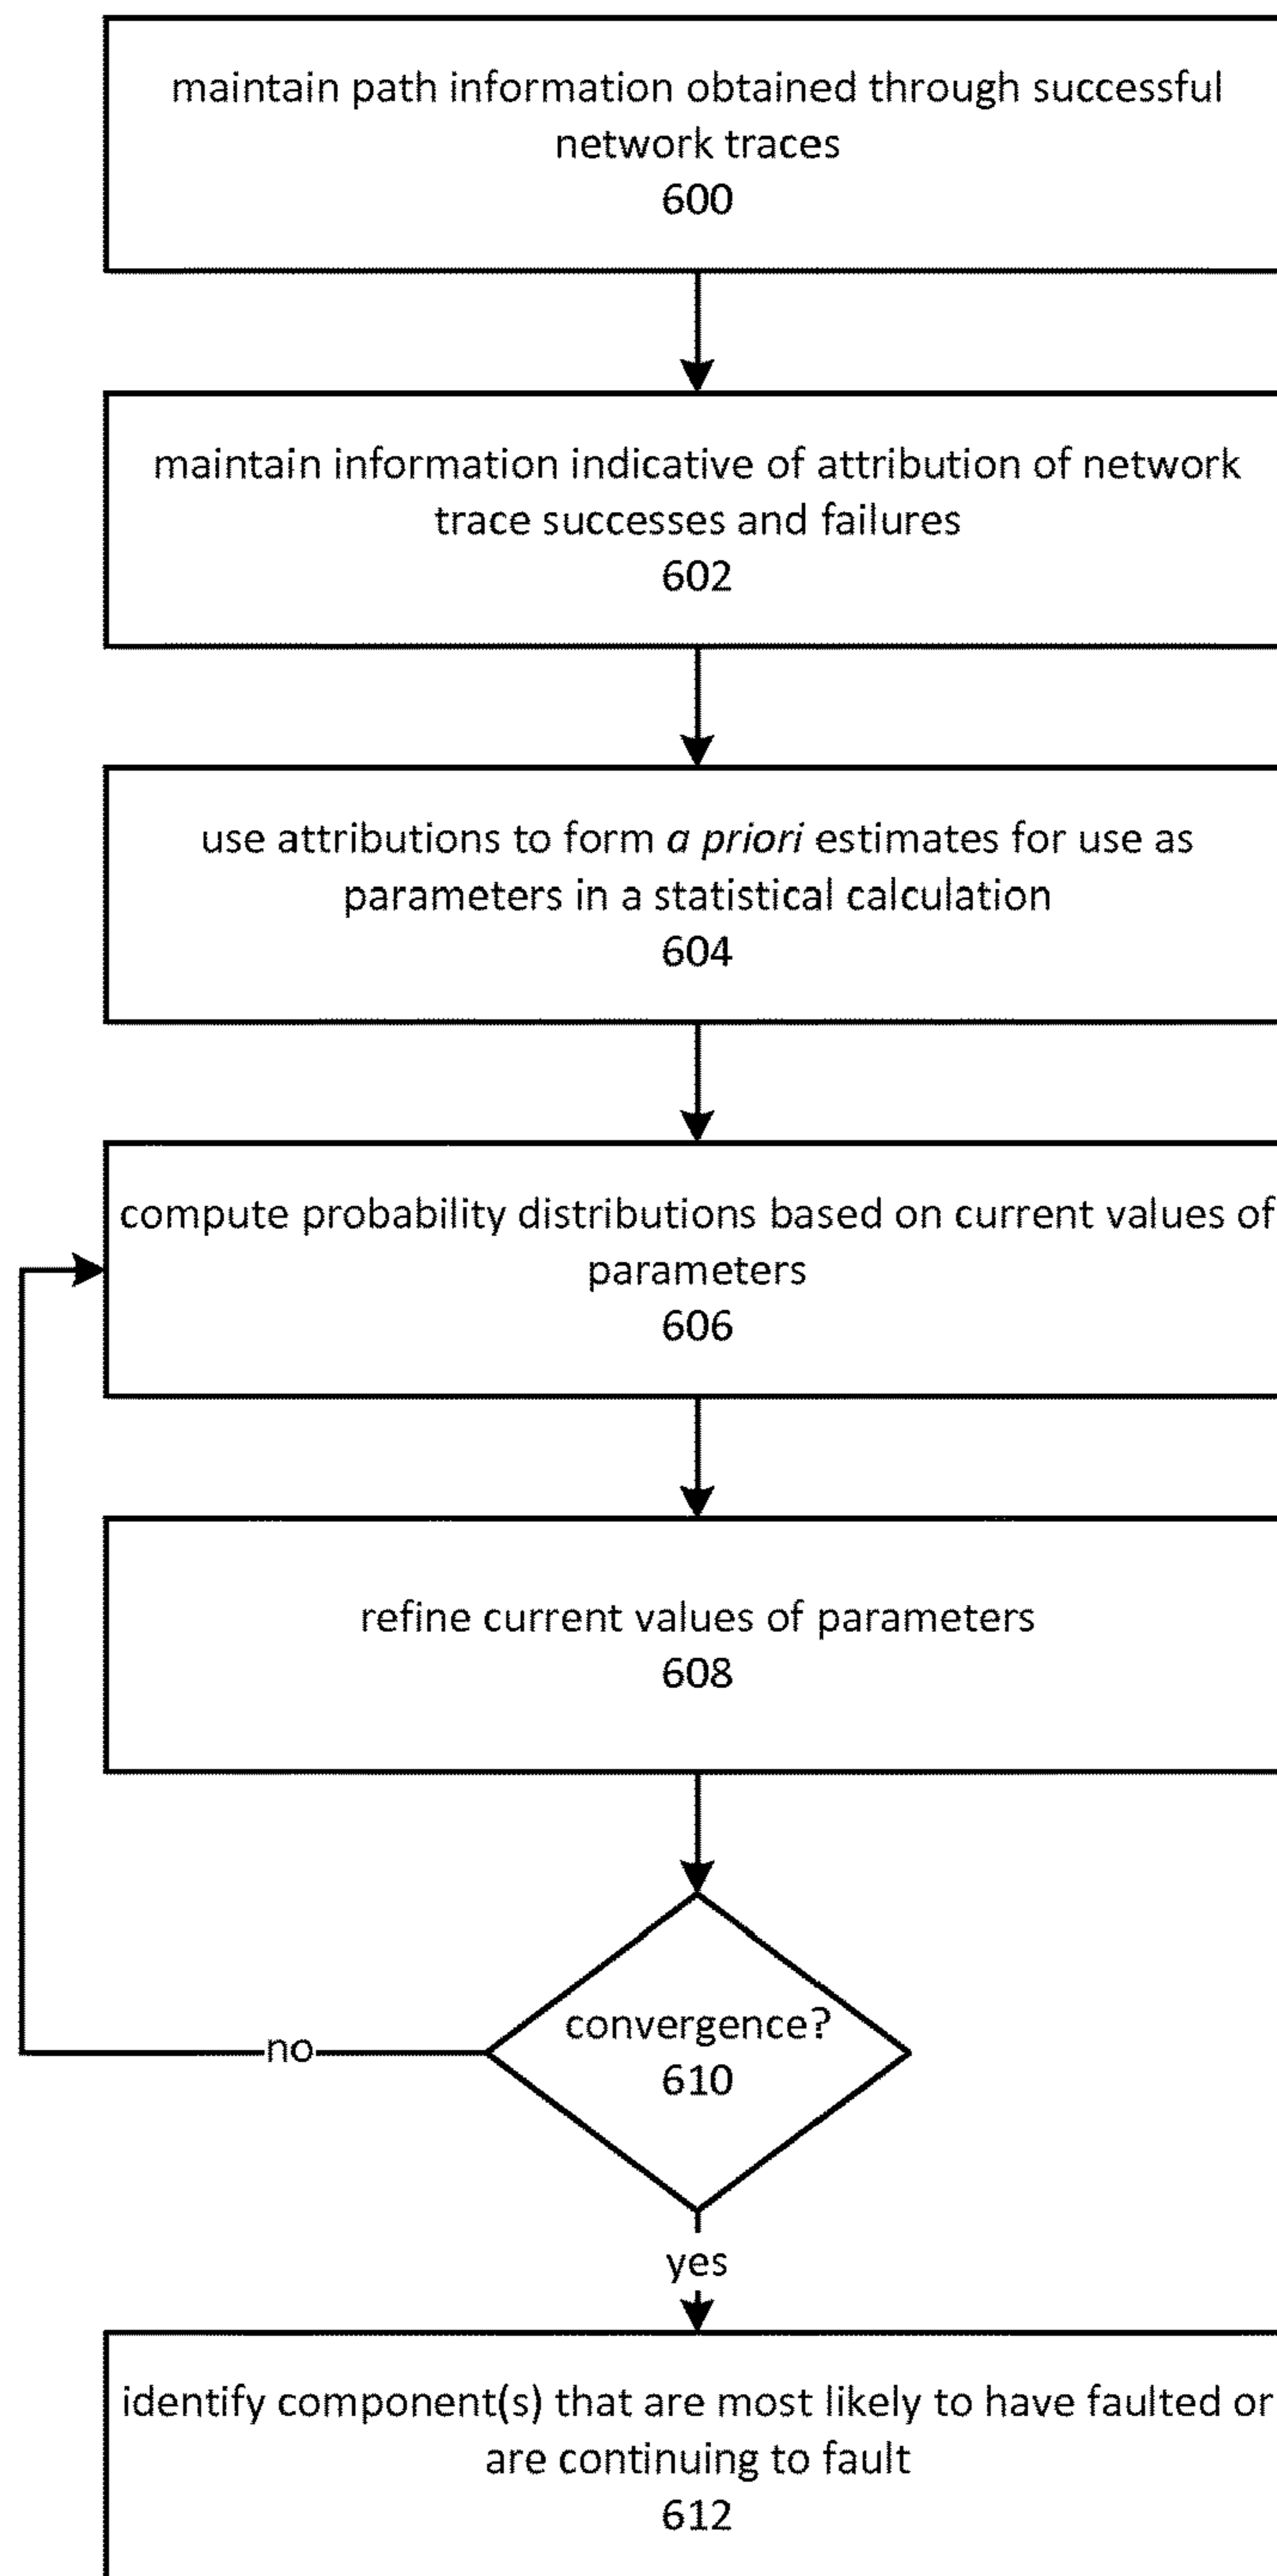 maintain path information obtained through successful
network traces
600
maintain information indicative of attribution of network
trace successes and failures
602
use attributions to form a priori estimates for use as
parameters in a statistical calculation
604
compute probability distributions based on current values of
parameters
606
refine current values of parameters
608
convergence?
610
no
yes
identify component(s) that are most likely to have faulted or
are continuing to fault
612